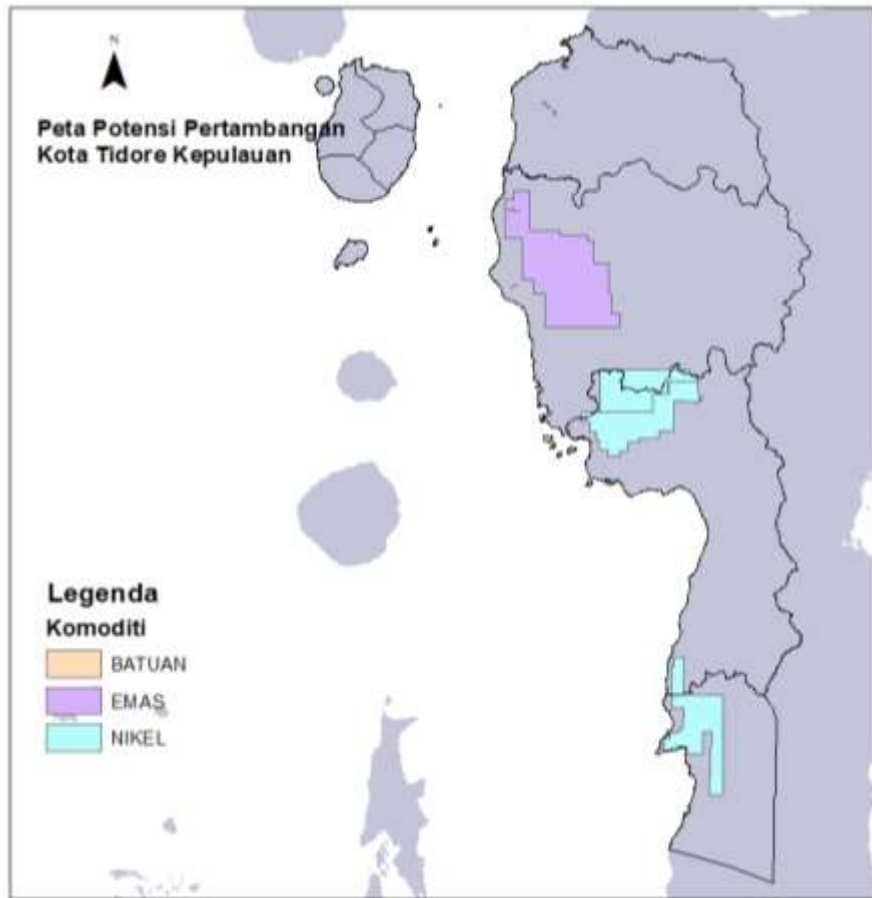 N
Peta Potensi Pertambangan
Kota Tidore Kepulauan
Legenda
Komoditi
BATUAN
EMAS
NIKEL